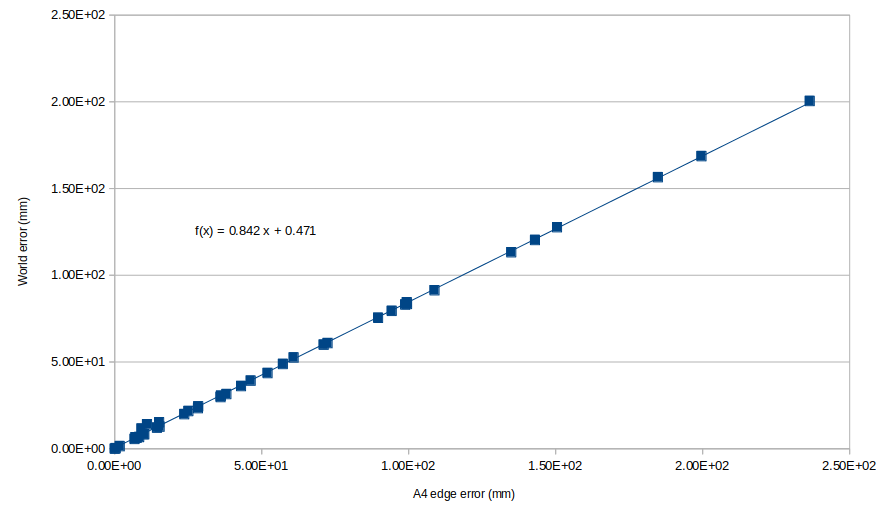 2.50E+02
2.00E+02
1.50E+02
1.00E+02
5.00E+01
0.00E+00
World error (mm)
f(x) = 0.842 x + 0.471
0.00E+00 5.00E+01 1.00E+02 1.50E+02 2.00E+02 2.50E+02
A4 edge error (mm)